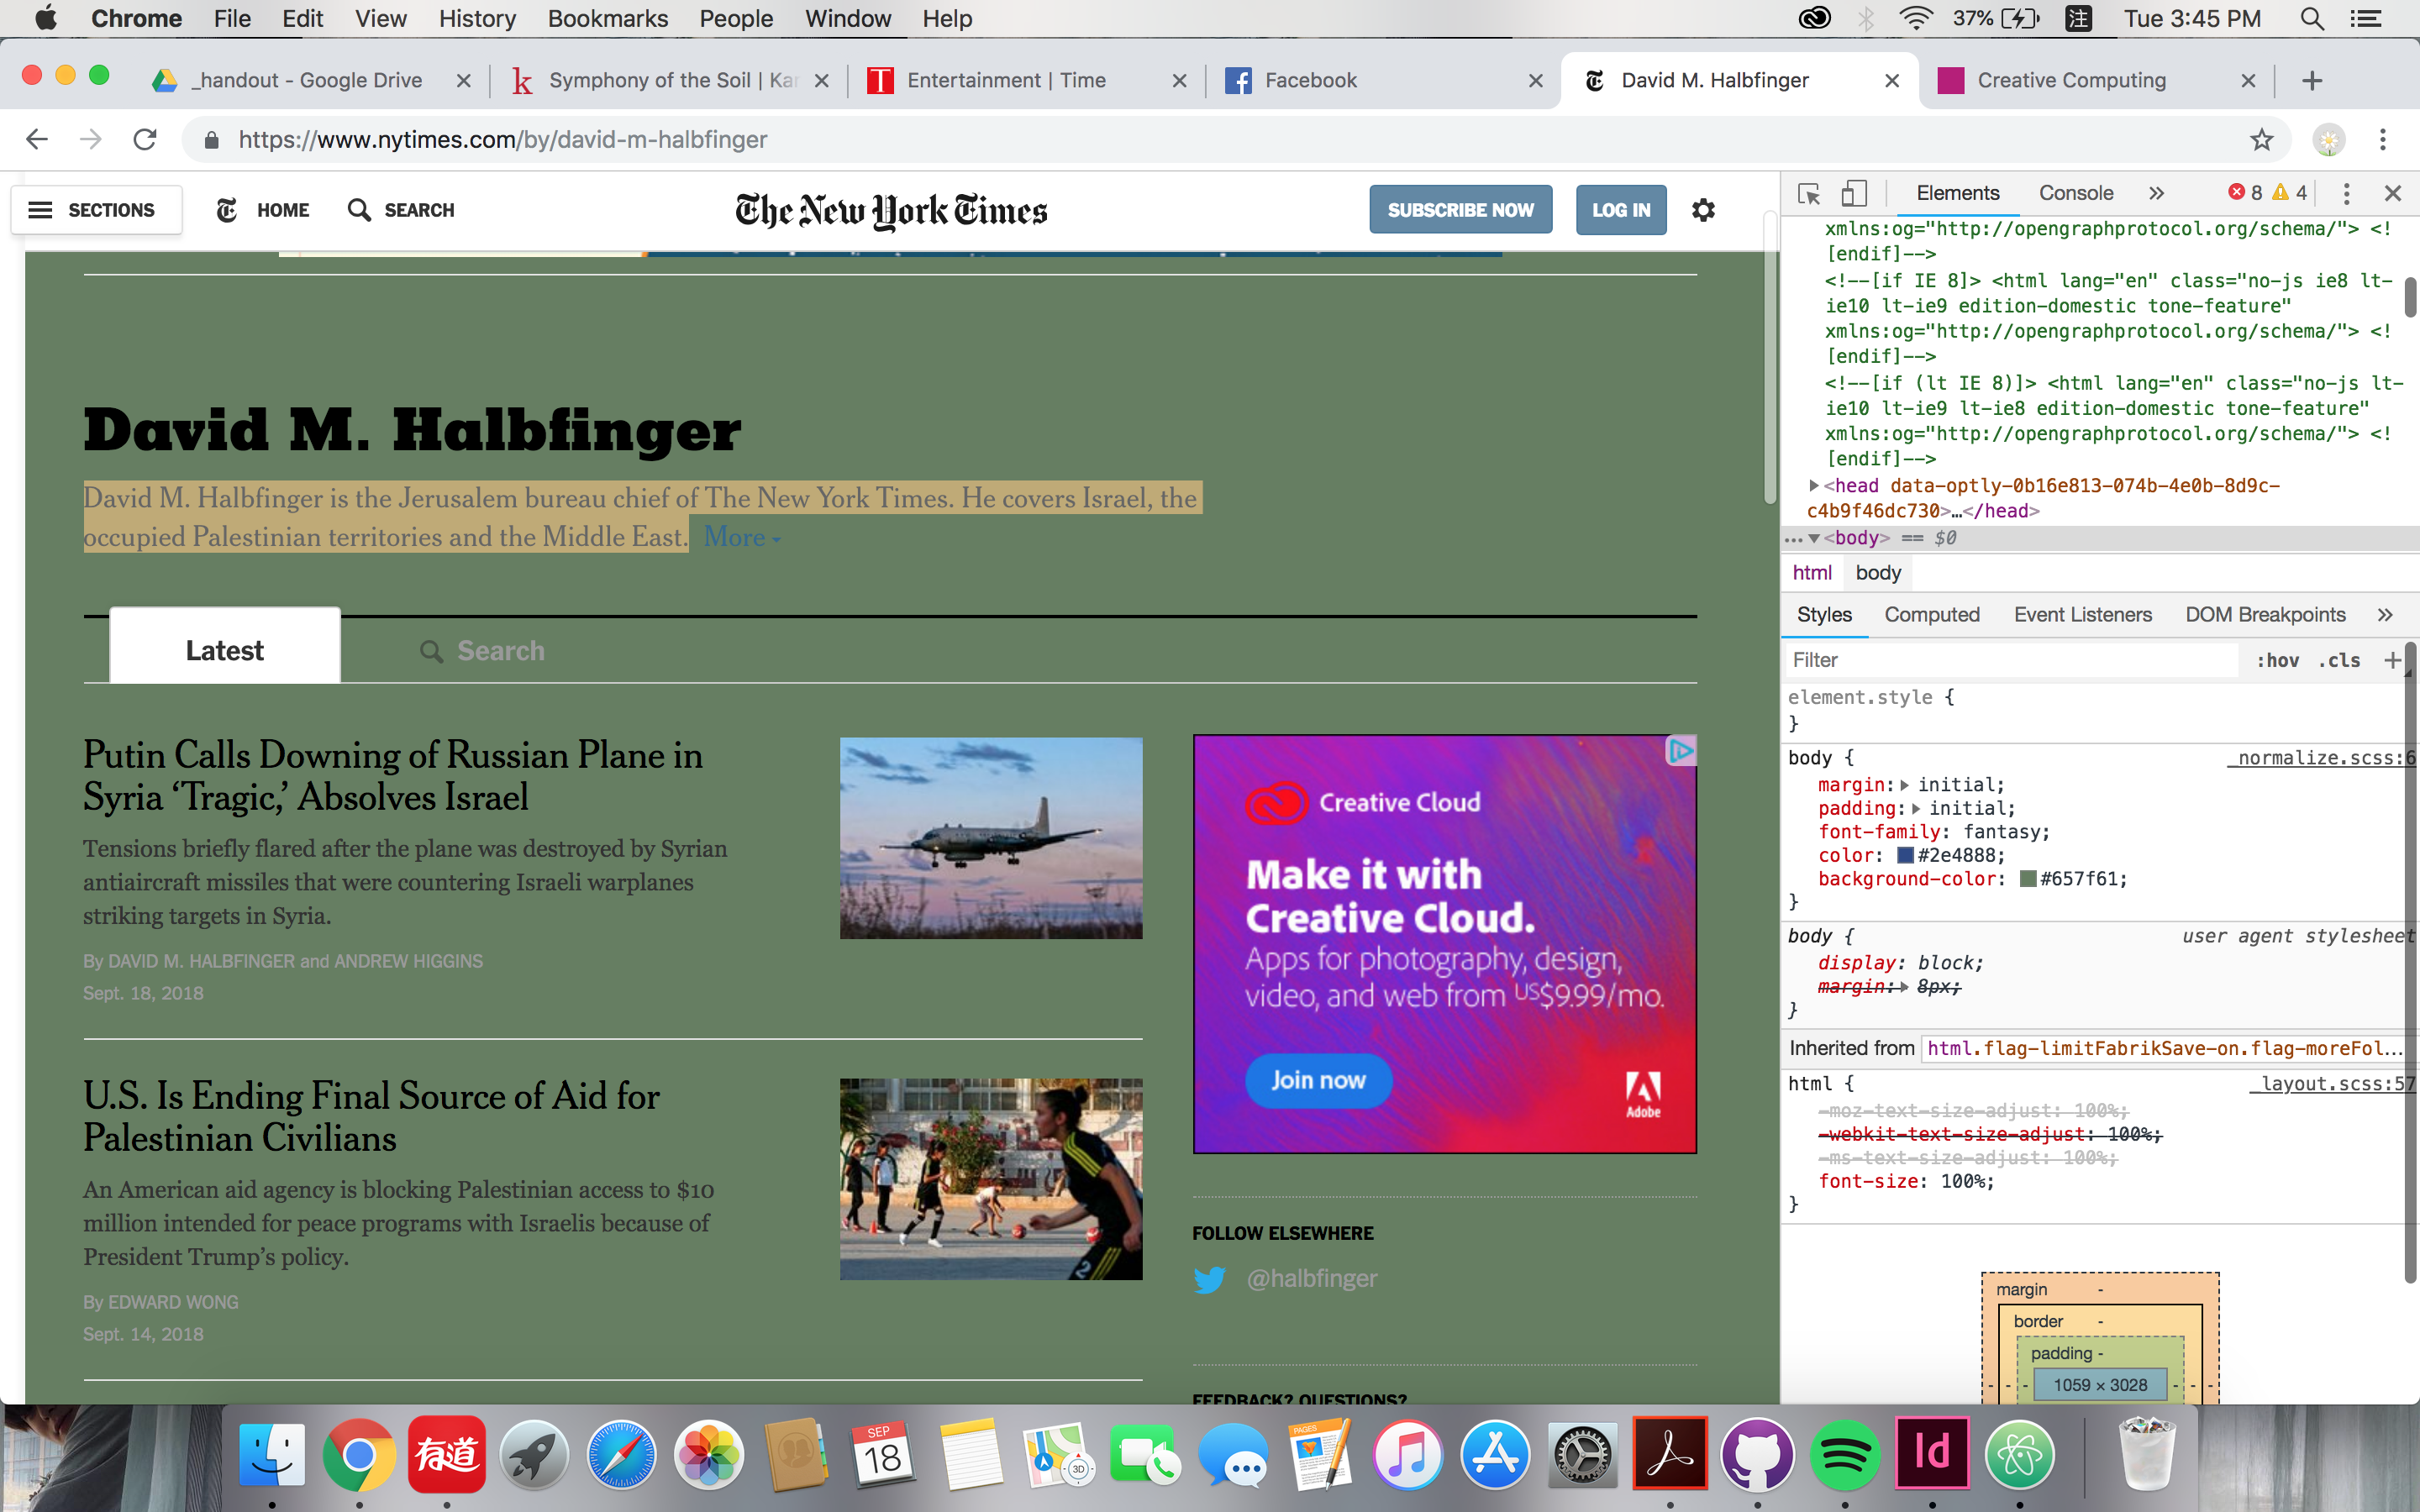 Chrome File Edit View History Bookmarks People Window Help 37% 注 Tue 3:45 PM
_handout - Google Drive
k Symphony of the Soil | Kan
T Entertainment | Time
f Facebook
David M. Halbfinger
Creative Computing
https://www.nytimes.com/by/david-m-halbfinger
SECTIONS
HOME
SEARCH
The New York Times
SUBSCRIBE NOW
LOG IN
David M. Halbfinger
David M. Halbfinger is the Jerusalem bureau chief of The New York Times. He covers Israel, the
occupied Palestinian territories and the Middle East. More
Latest
Search
Putin Calls Downing of Russian Plane in
Syria ‘Tragic,’ Absolves Israel
Tensions briefly flared after the plane was destroyed by Syrian
antiaircraft missiles that were countering Israeli warplanes
striking targets in Syria.
By DAVID M. HALBFINGER and ANDREW HIGGINS
Sept. 18, 2018
U.S. Is Ending Final Source of Aid for
Palestinian Civilians
An American aid agency is blocking Palestinian access to $10
million intended for peace programs with Israelis because of
President Trump’s policy.
By EDWARD WONG
Sept. 14, 2018
2
Creative Cloud
Make it with
Creative Cloud.
Apps for photography, design,
video, and web from US$9.99/mo.
Join now
Adobe
FOLLOW ELSEWHERE
@halbfinger
FEEDBACK? QUESTIONS?
Elements Console » 8 4
xmlns:og="http://opengraphprotocol.org/schema/"> <!
[endif]-->
<!--[if IE 8]> <html lang="en" class="no-js ie8 lt-
ie10 lt-ie9 edition-domestic tone-feature"
xmlns:og="http://opengraphprotocol.org/schema/"> <!
[endif]-->
<!--[if (lt IE 8)]> <html lang="en" class="no-js lt-
ie10 lt-ie9 lt-ie8 edition-domestic tone-feature"
xmlns:og="http://opengraphprotocol.org/schema/"> <!
[endif]-->
<head data-optly-0b16e813-074b-4e0b-8d9c-
c4b9f46dc730>…</head>
<body> == $0
html body
Styles Computed Event Listeners DOM Breakpoints »
Filter :hov .cls +
element.style {
}
body { _normalize.scss:6
margin: initial;
padding: initial;
font-family: fantasy;
color: #2e4888;
background-color: #657f61;
}
body { user agent stylesheet
display: block;
margin: 8px;
}
Inherited from html.flag-limitFabrikSave-on.flag-moreFol…
html { _layout.scss:57
-moz-text-size-adjust: 100%;
-webkit-text-size-adjust: 100%;
-ms-text-size-adjust: 100%;
font-size: 100%;
}
margin -
border -
padding -
- - - 1059 × 3028 - - -
有道
SEP
18
3D
PAGES
Id